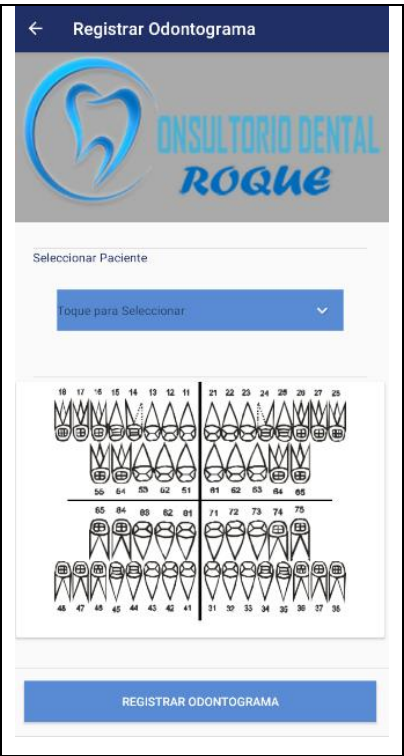 Registrar Odontograma
ONSULTORIO DENTAL
ROQUE
Seleccionar Paciente
Toque para Seleccionar
18 17 16 15 14 13 12 11 21 22 23 24 25 26 27 28
55 54 53 52 51 61 62 63 64 65
85 84 83 82 81 71 72 73 74 75
48 47 46 45 44 43 42 41 31 32 33 34 35 36 37 38
REGISTRAR ODONTOGRAMA